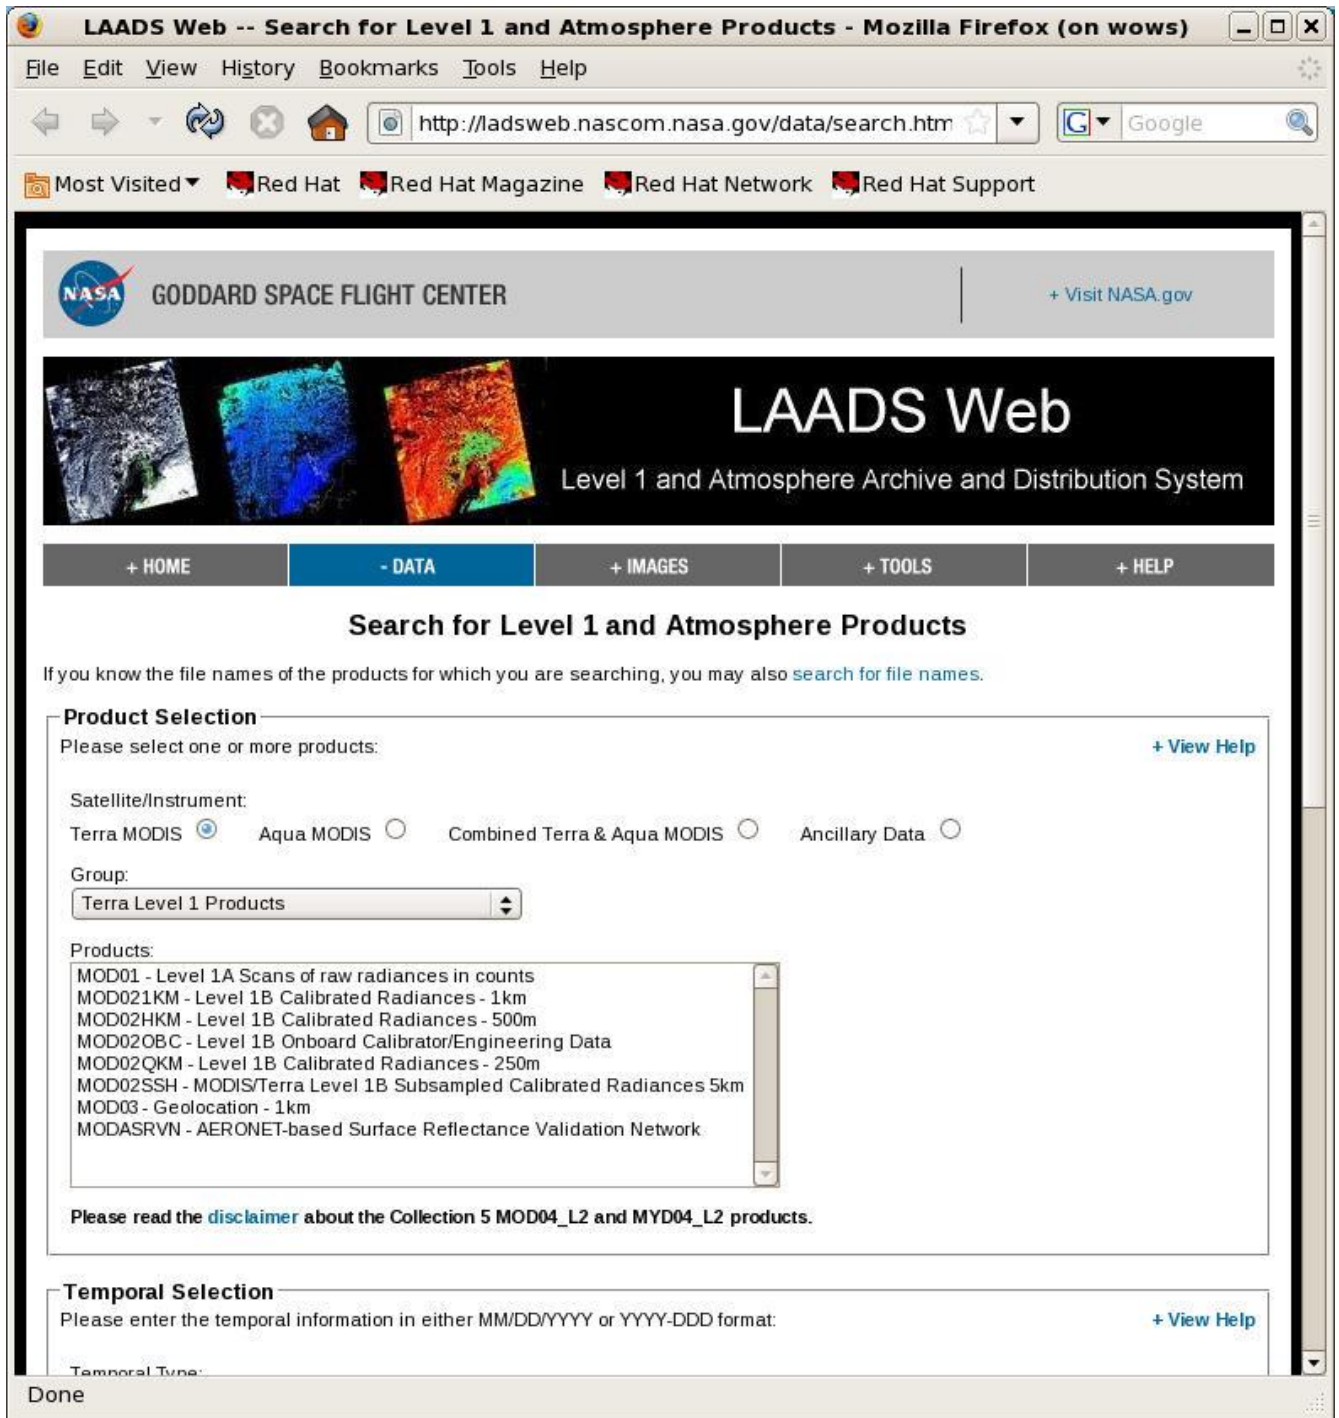 LAADS Web -- Search for Level 1 and Atmosphere Products - Mozilla Firefox (on wows)
File Edit View History Bookmarks Tools Help
http://ladsweb.nascom.nasa.gov/data/search.htm G Google
Most Visited Red Hat Red Hat Magazine Red Hat Network Red Hat Support
NASA GODDARD SPACE FLIGHT CENTER + Visit NASA.gov
LAADS Web
Level 1 and Atmosphere Archive and Distribution System
+ HOME - DATA + IMAGES + TOOLS + HELP
Search for Level 1 and Atmosphere Products
If you know the file names of the products for which you are searching, you may also search for file names.
Product Selection
Please select one or more products: + View Help
Satellite/Instrument:
Terra MODIS Aqua MODIS Combined Terra & Aqua MODIS Ancillary Data
Group:
Terra Level 1 Products
Products:
MOD01 - Level 1A Scans of raw radiances in counts
MOD021KM - Level 1B Calibrated Radiances - 1km
MOD02HKM - Level 1B Calibrated Radiances - 500m
MOD02OBC - Level 1B Onboard Calibrator/Engineering Data
MOD02QKM - Level 1B Calibrated Radiances - 250m
MOD02SSH - MODIS/Terra Level 1B Subsampled Calibrated Radiances 5km
MOD03 - Geolocation - 1km
MODASRVN - AERONET-based Surface Reflectance Validation Network
Please read the disclaimer about the Collection 5 MOD04_L2 and MYD04_L2 products.
Temporal Selection
Please enter the temporal information in either MM/DD/YYYY or YYYY-DDD format: + View Help
Temporal Type:
Done